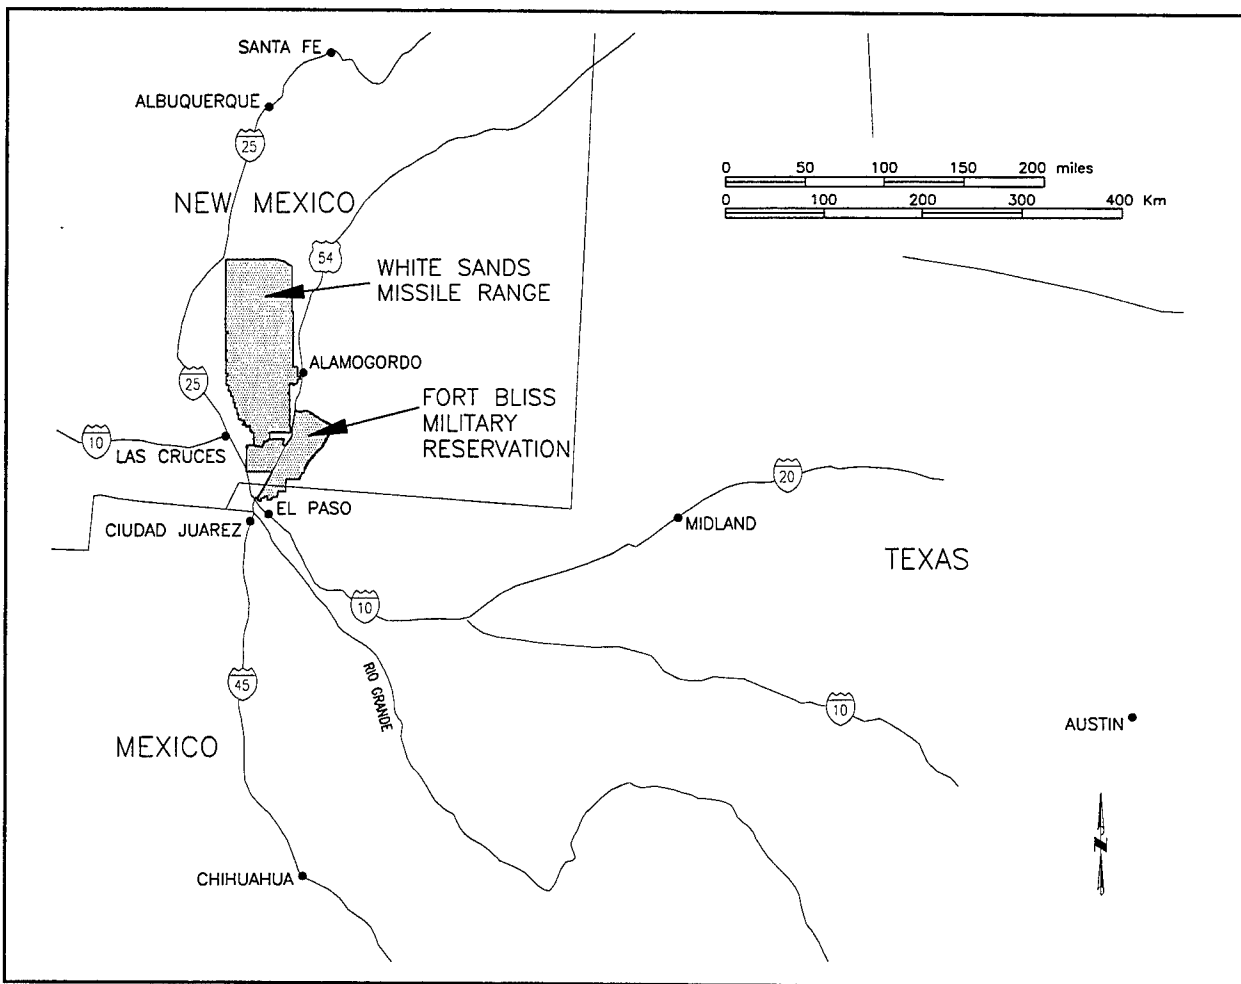 SANTA FE
ALBUQUERQUE
25
NEW MEXICO
0 50 100 150 200 miles
0 100 200 300 400 Km
54
WHITE SANDS
MISSILE RANGE
ALAMOGORDO
25
FORT BLISS
MILITARY
RESERVATION
10
LAS CRUCES
20
EL PASO
CIUDAD JUAREZ
MIDLAND
TEXAS
10
RIO GRANDE
45
10
AUSTIN
MEXICO
N
CHIHUAHUA